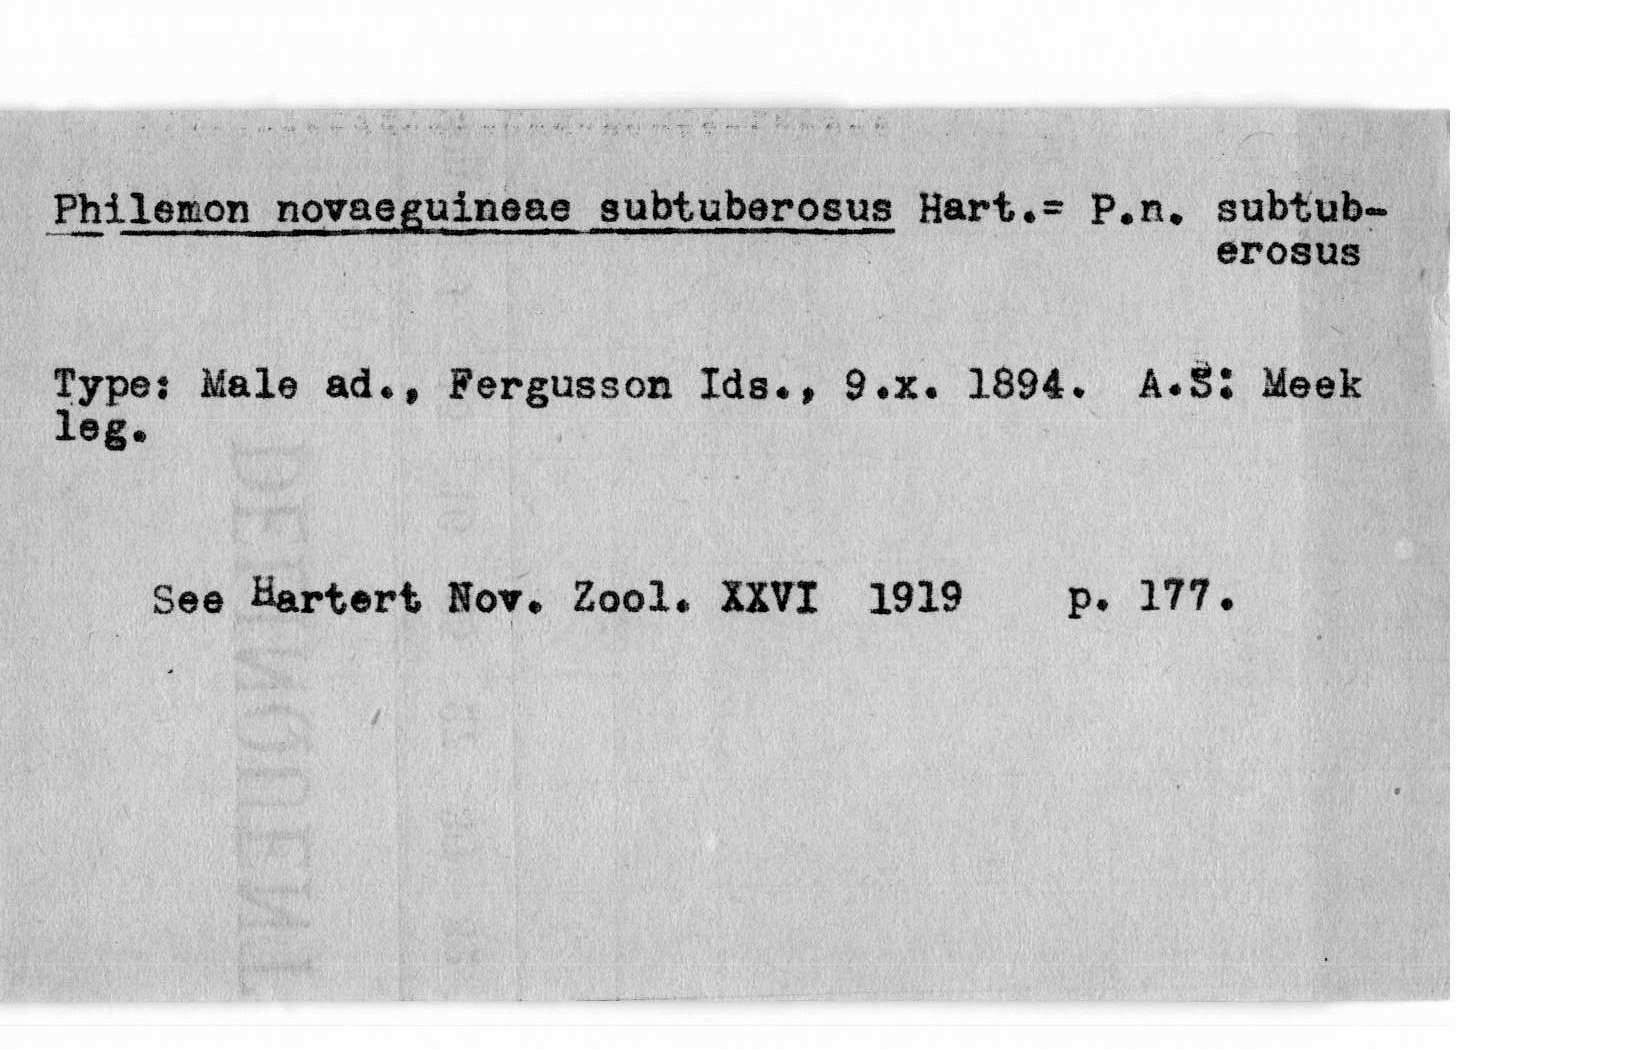 Philemon novaeguineae subtuberosus Hart.= P.n. subtub-
erosus
Type: Male ad., Fergusson Ids., 9.x. 1894. A.S: Meek
leg.
See Hartert Nov. Zool. XXVI 1919 p. 177.